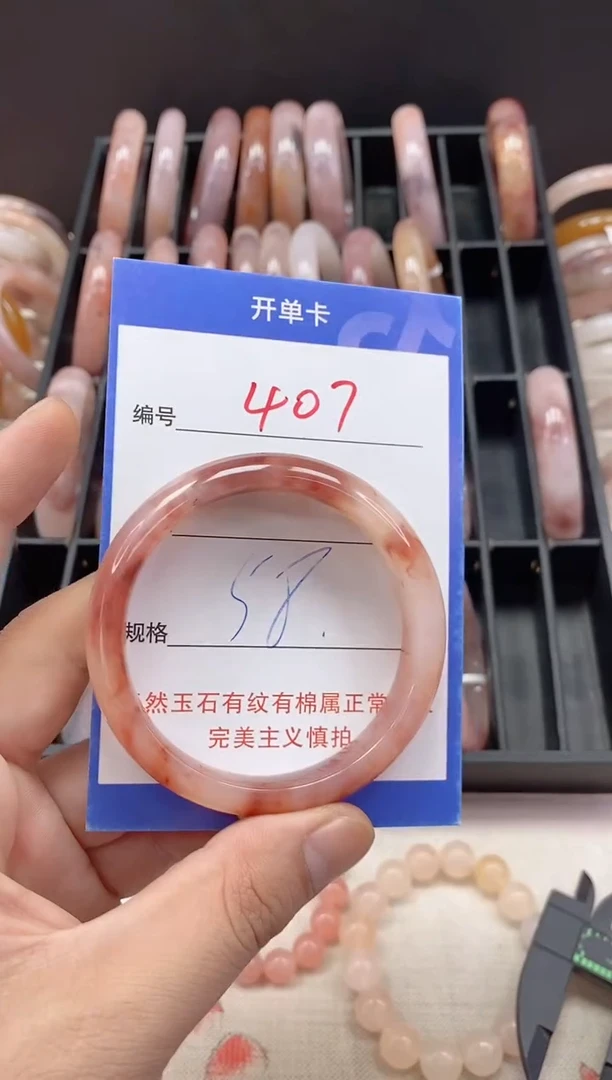 开单卡
编号 407
规格 58.
然玉石有纹有棉属正常
完美主义慎拍